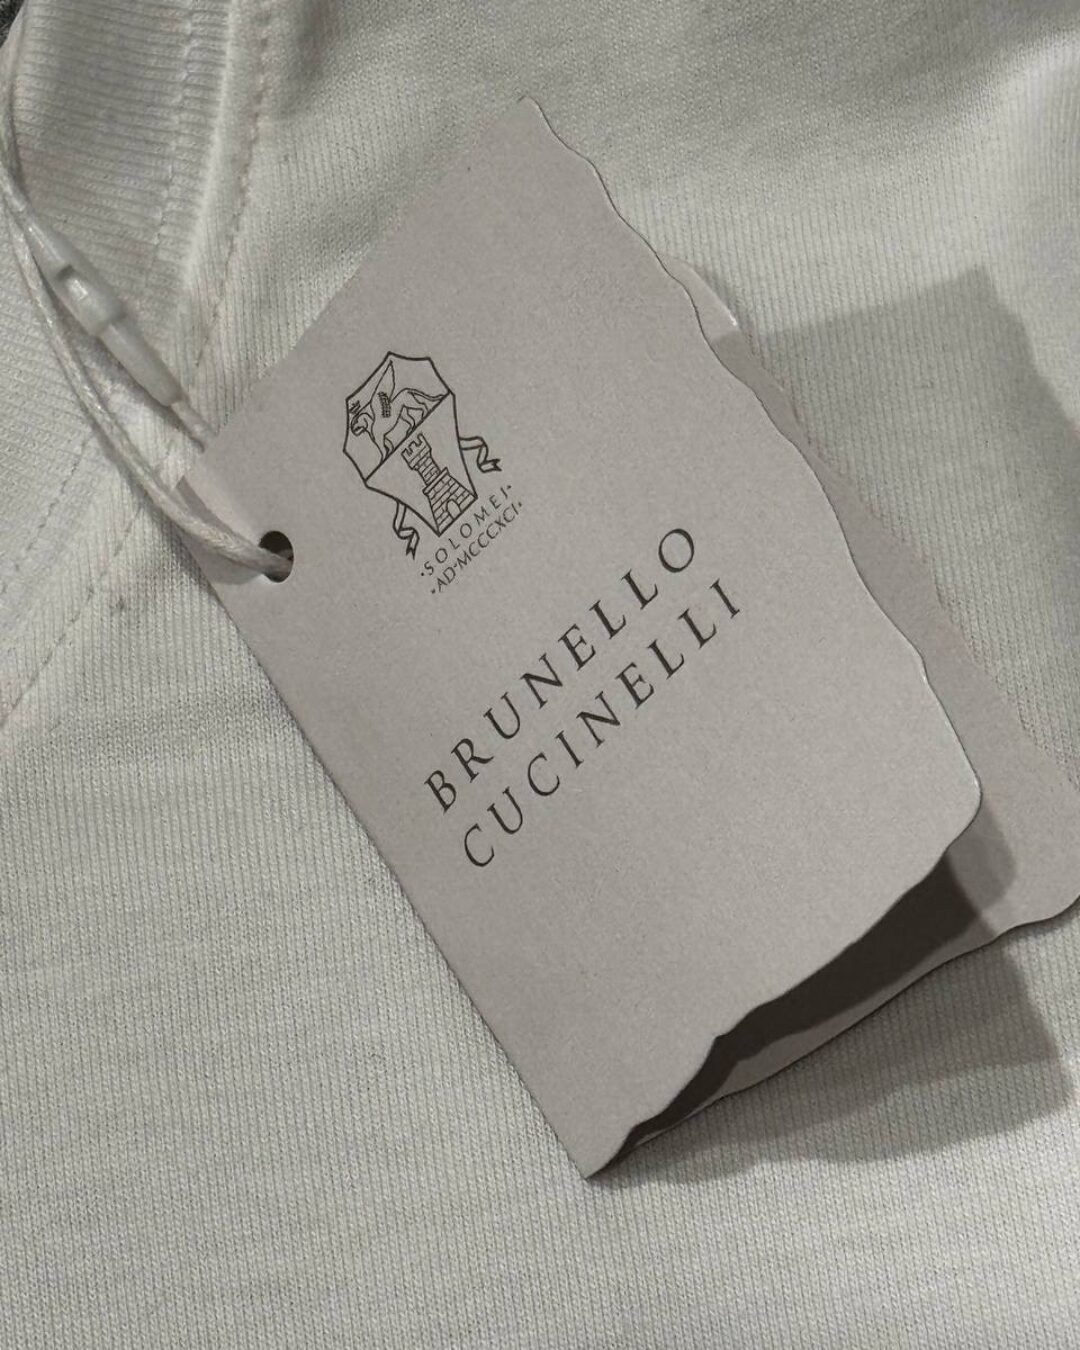 ·SOLOMEI·
·AD·MCCCXCI·
BRUNELLO
CUCINELLI